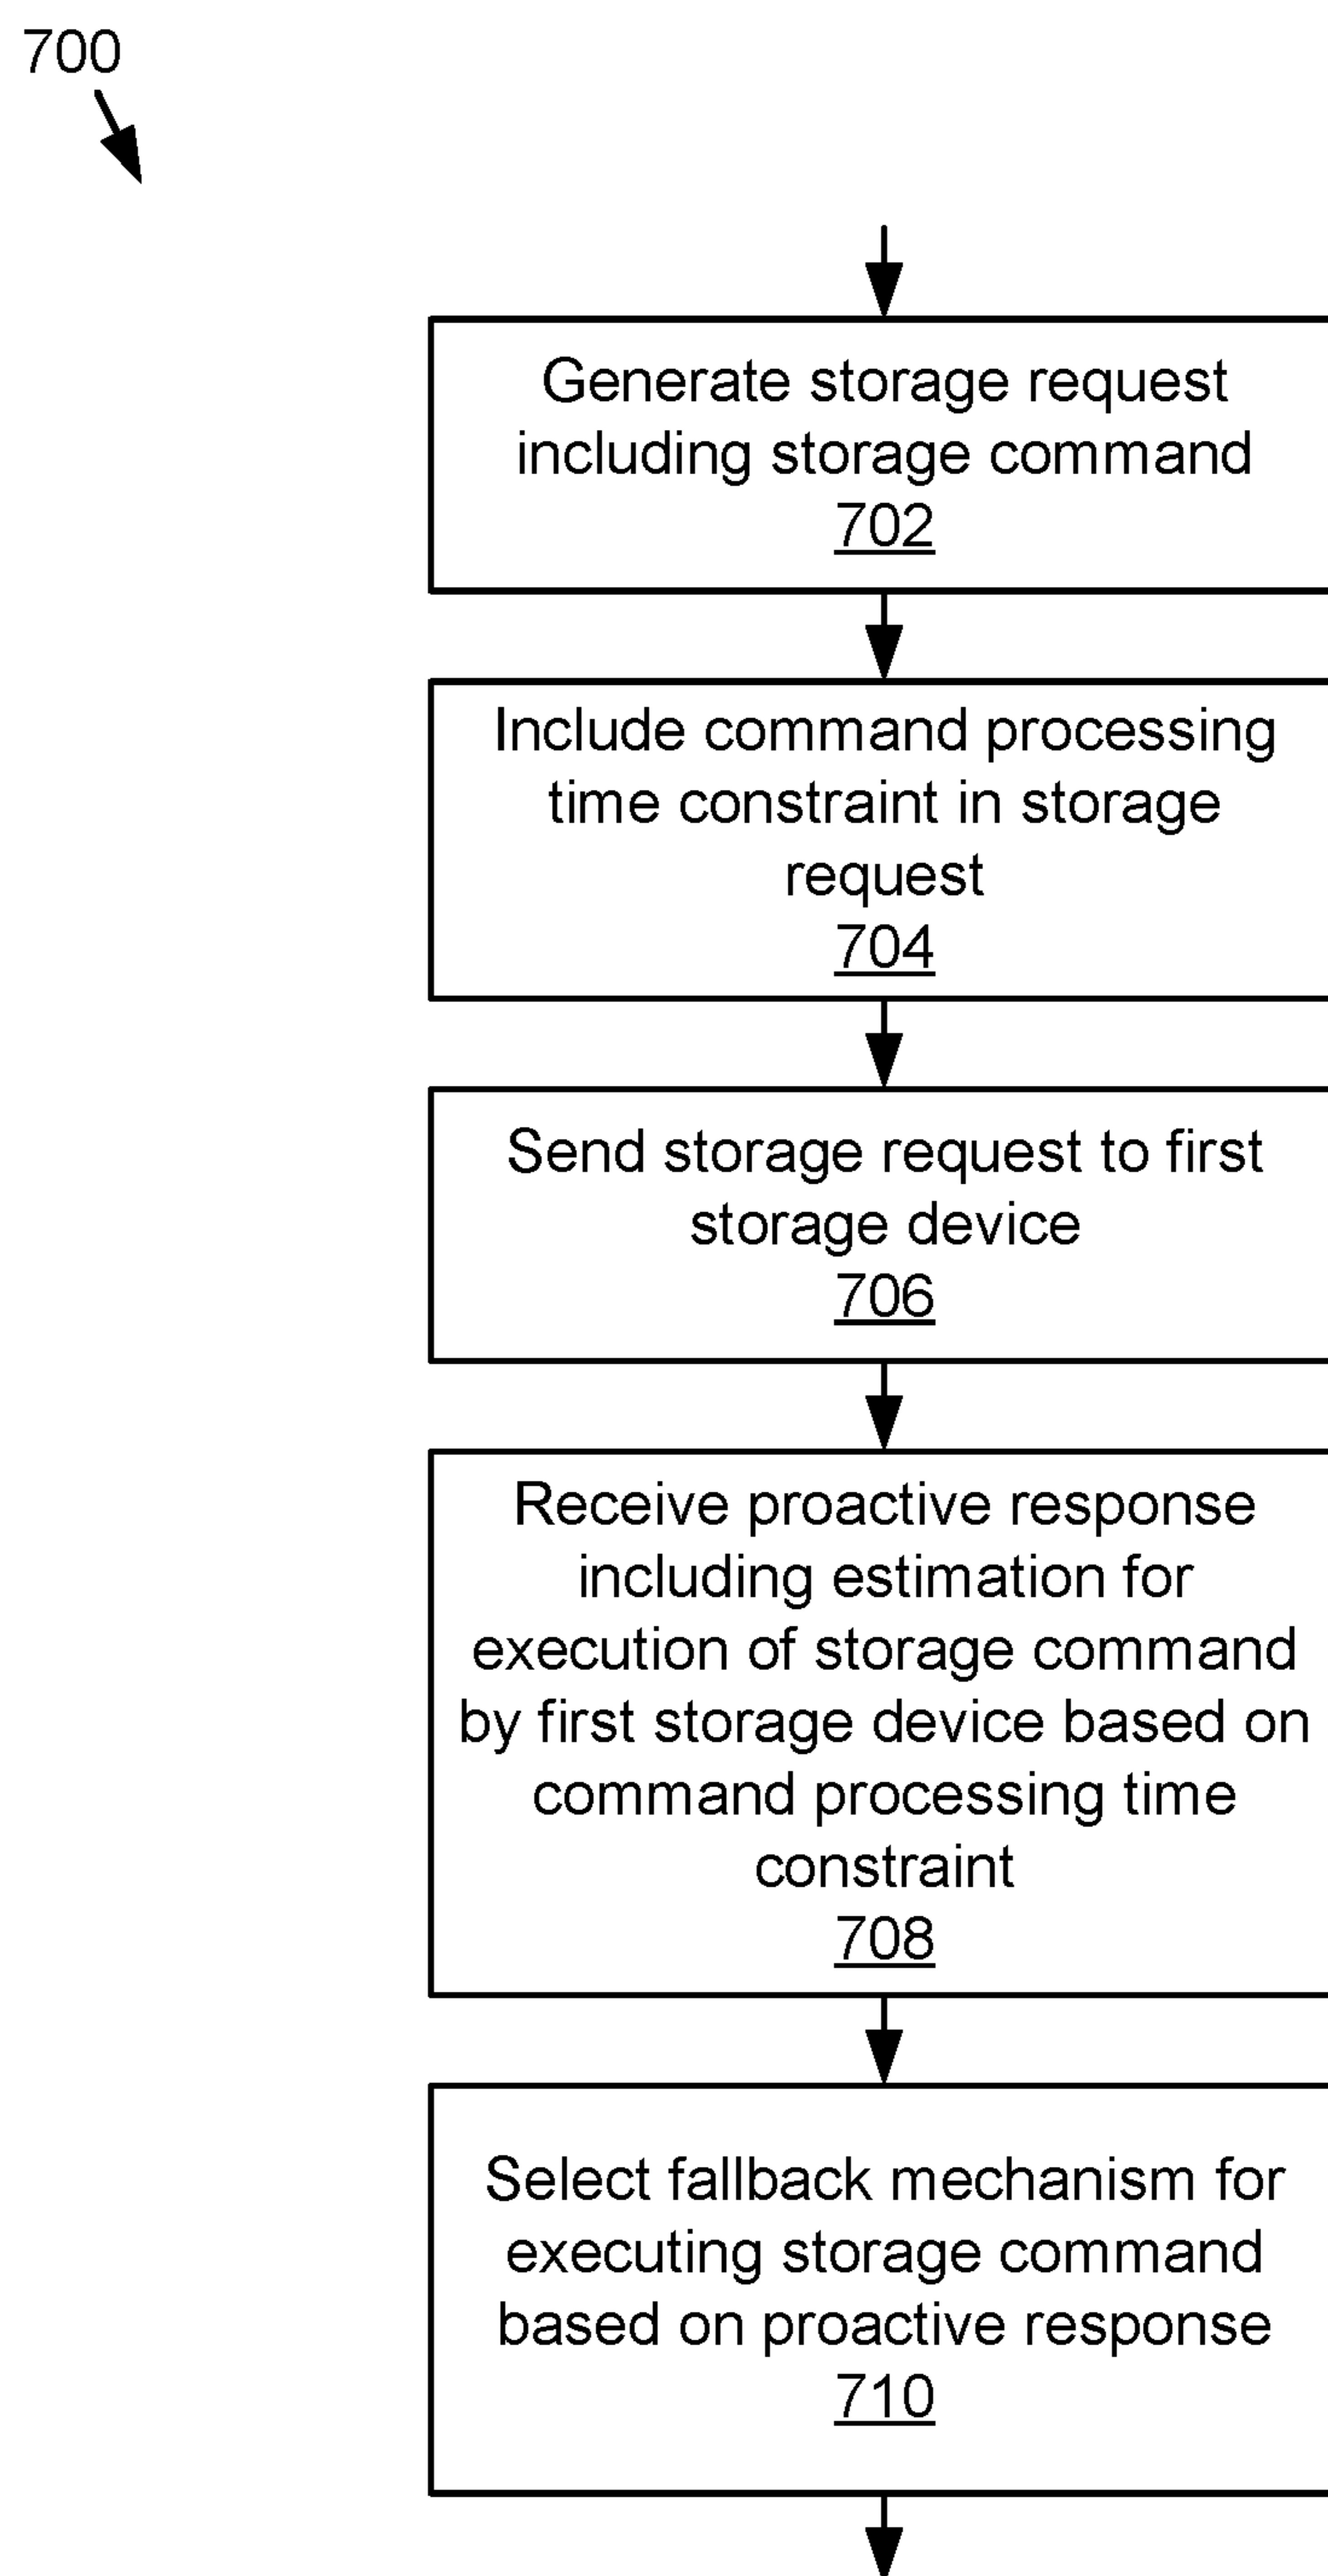 700
Generate storage request
including storage command
702
Include command processing
time constraint in storage
request
704
Send storage request to first
storage device
706
Receive proactive response
including estimation for
execution of storage command
by first storage device based on
command processing time
constraint
708
Select fallback mechanism for
executing storage command
based on proactive response
710